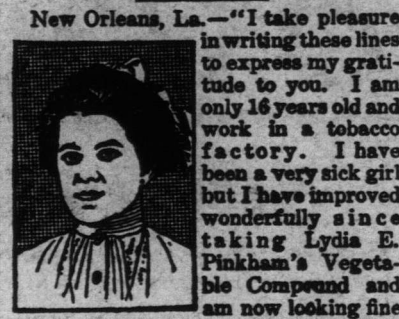 New Orleans, La.—"I take pleasure
in writing these lines
to express my grati-
tude to you. I am
only 16 years old and
work in a tobacco
factory. I have
been a very sick girl
but I have improved
wonderfully since
taking Lydia E.
Pinkham's Vegeta-
ble Compound and
am now looking fine